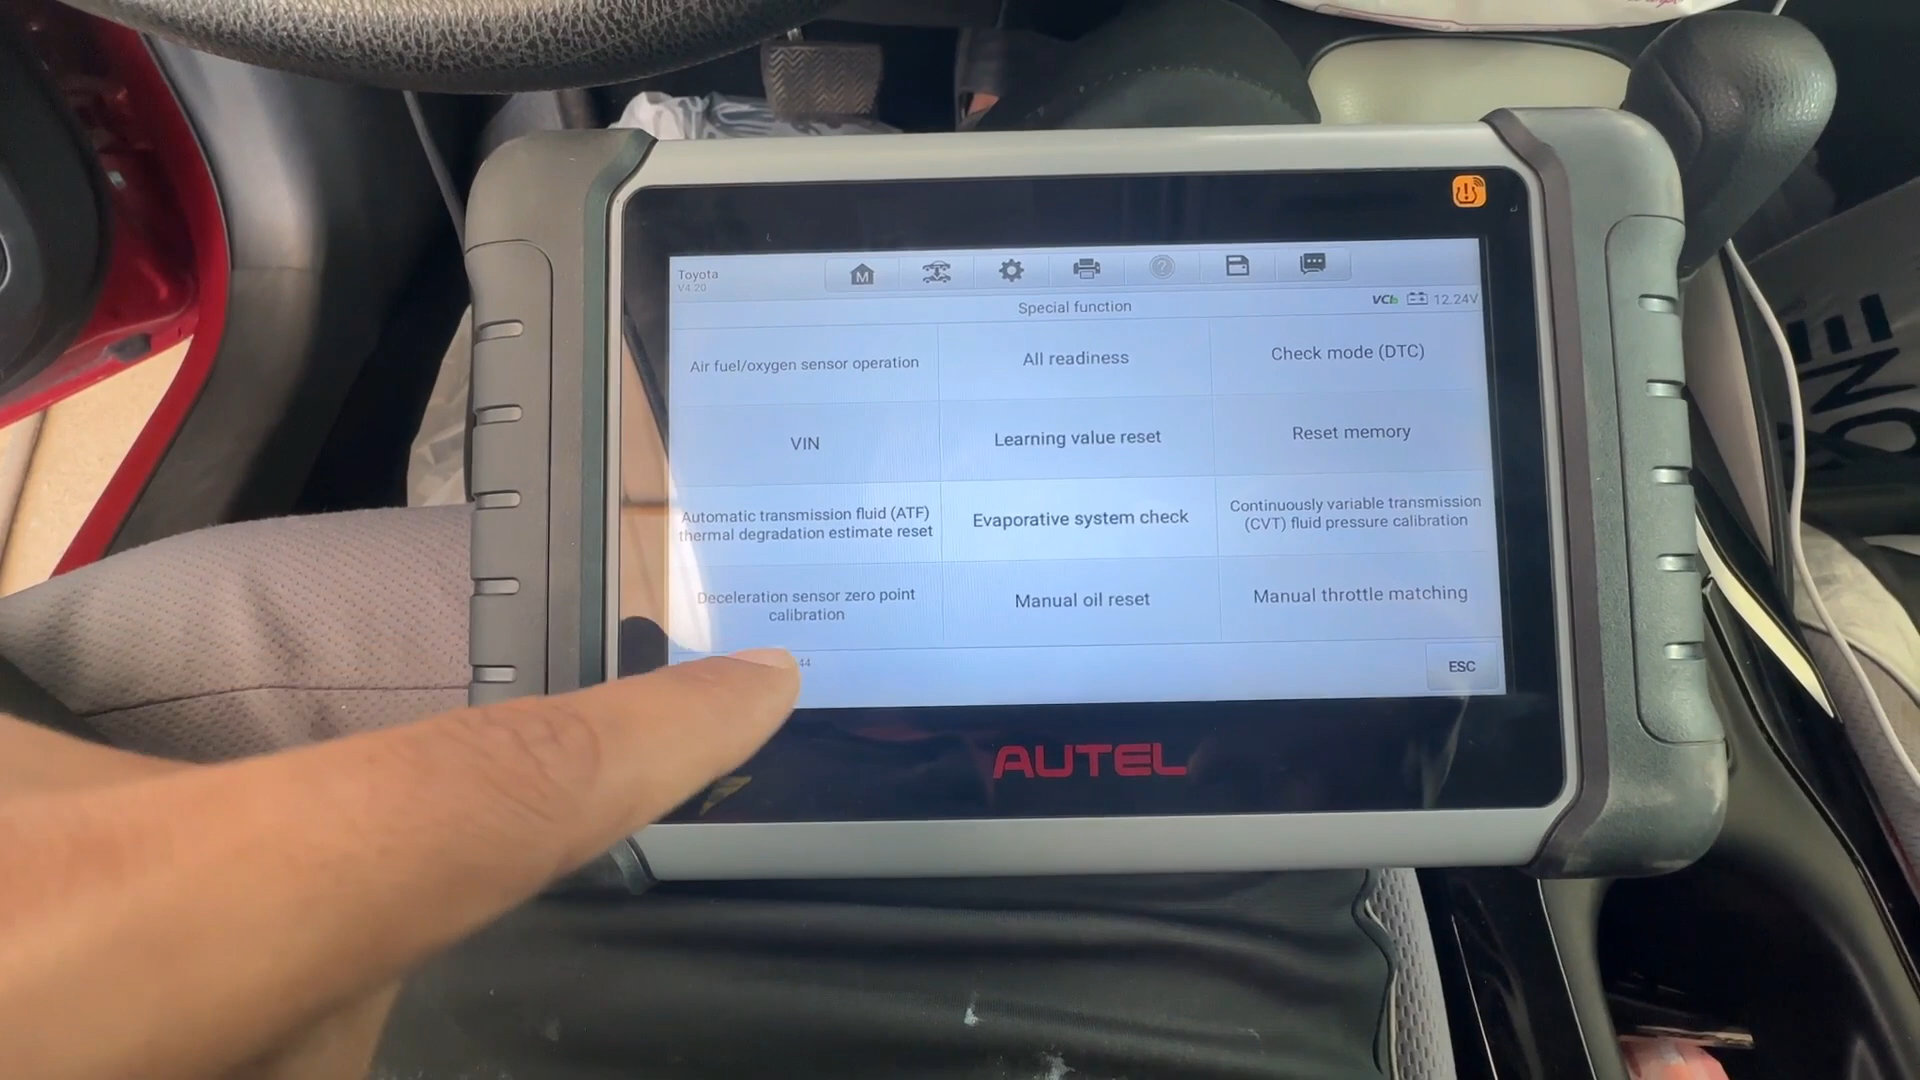 Toyota
V4.20
M
?
Special function
VCI
12.24V
Air fuel/oxygen sensor operation
All readiness
Check mode (DTC)
VIN
Learning value reset
Reset memory
Automatic transmission fluid (ATF)
thermal degradation estimate reset
Evaporative system check
Continuously variable transmission
(CVT) fluid pressure calibration
Deceleration sensor zero point
calibration
Manual oil reset
Manual throttle matching
44
ESC
AUTEL